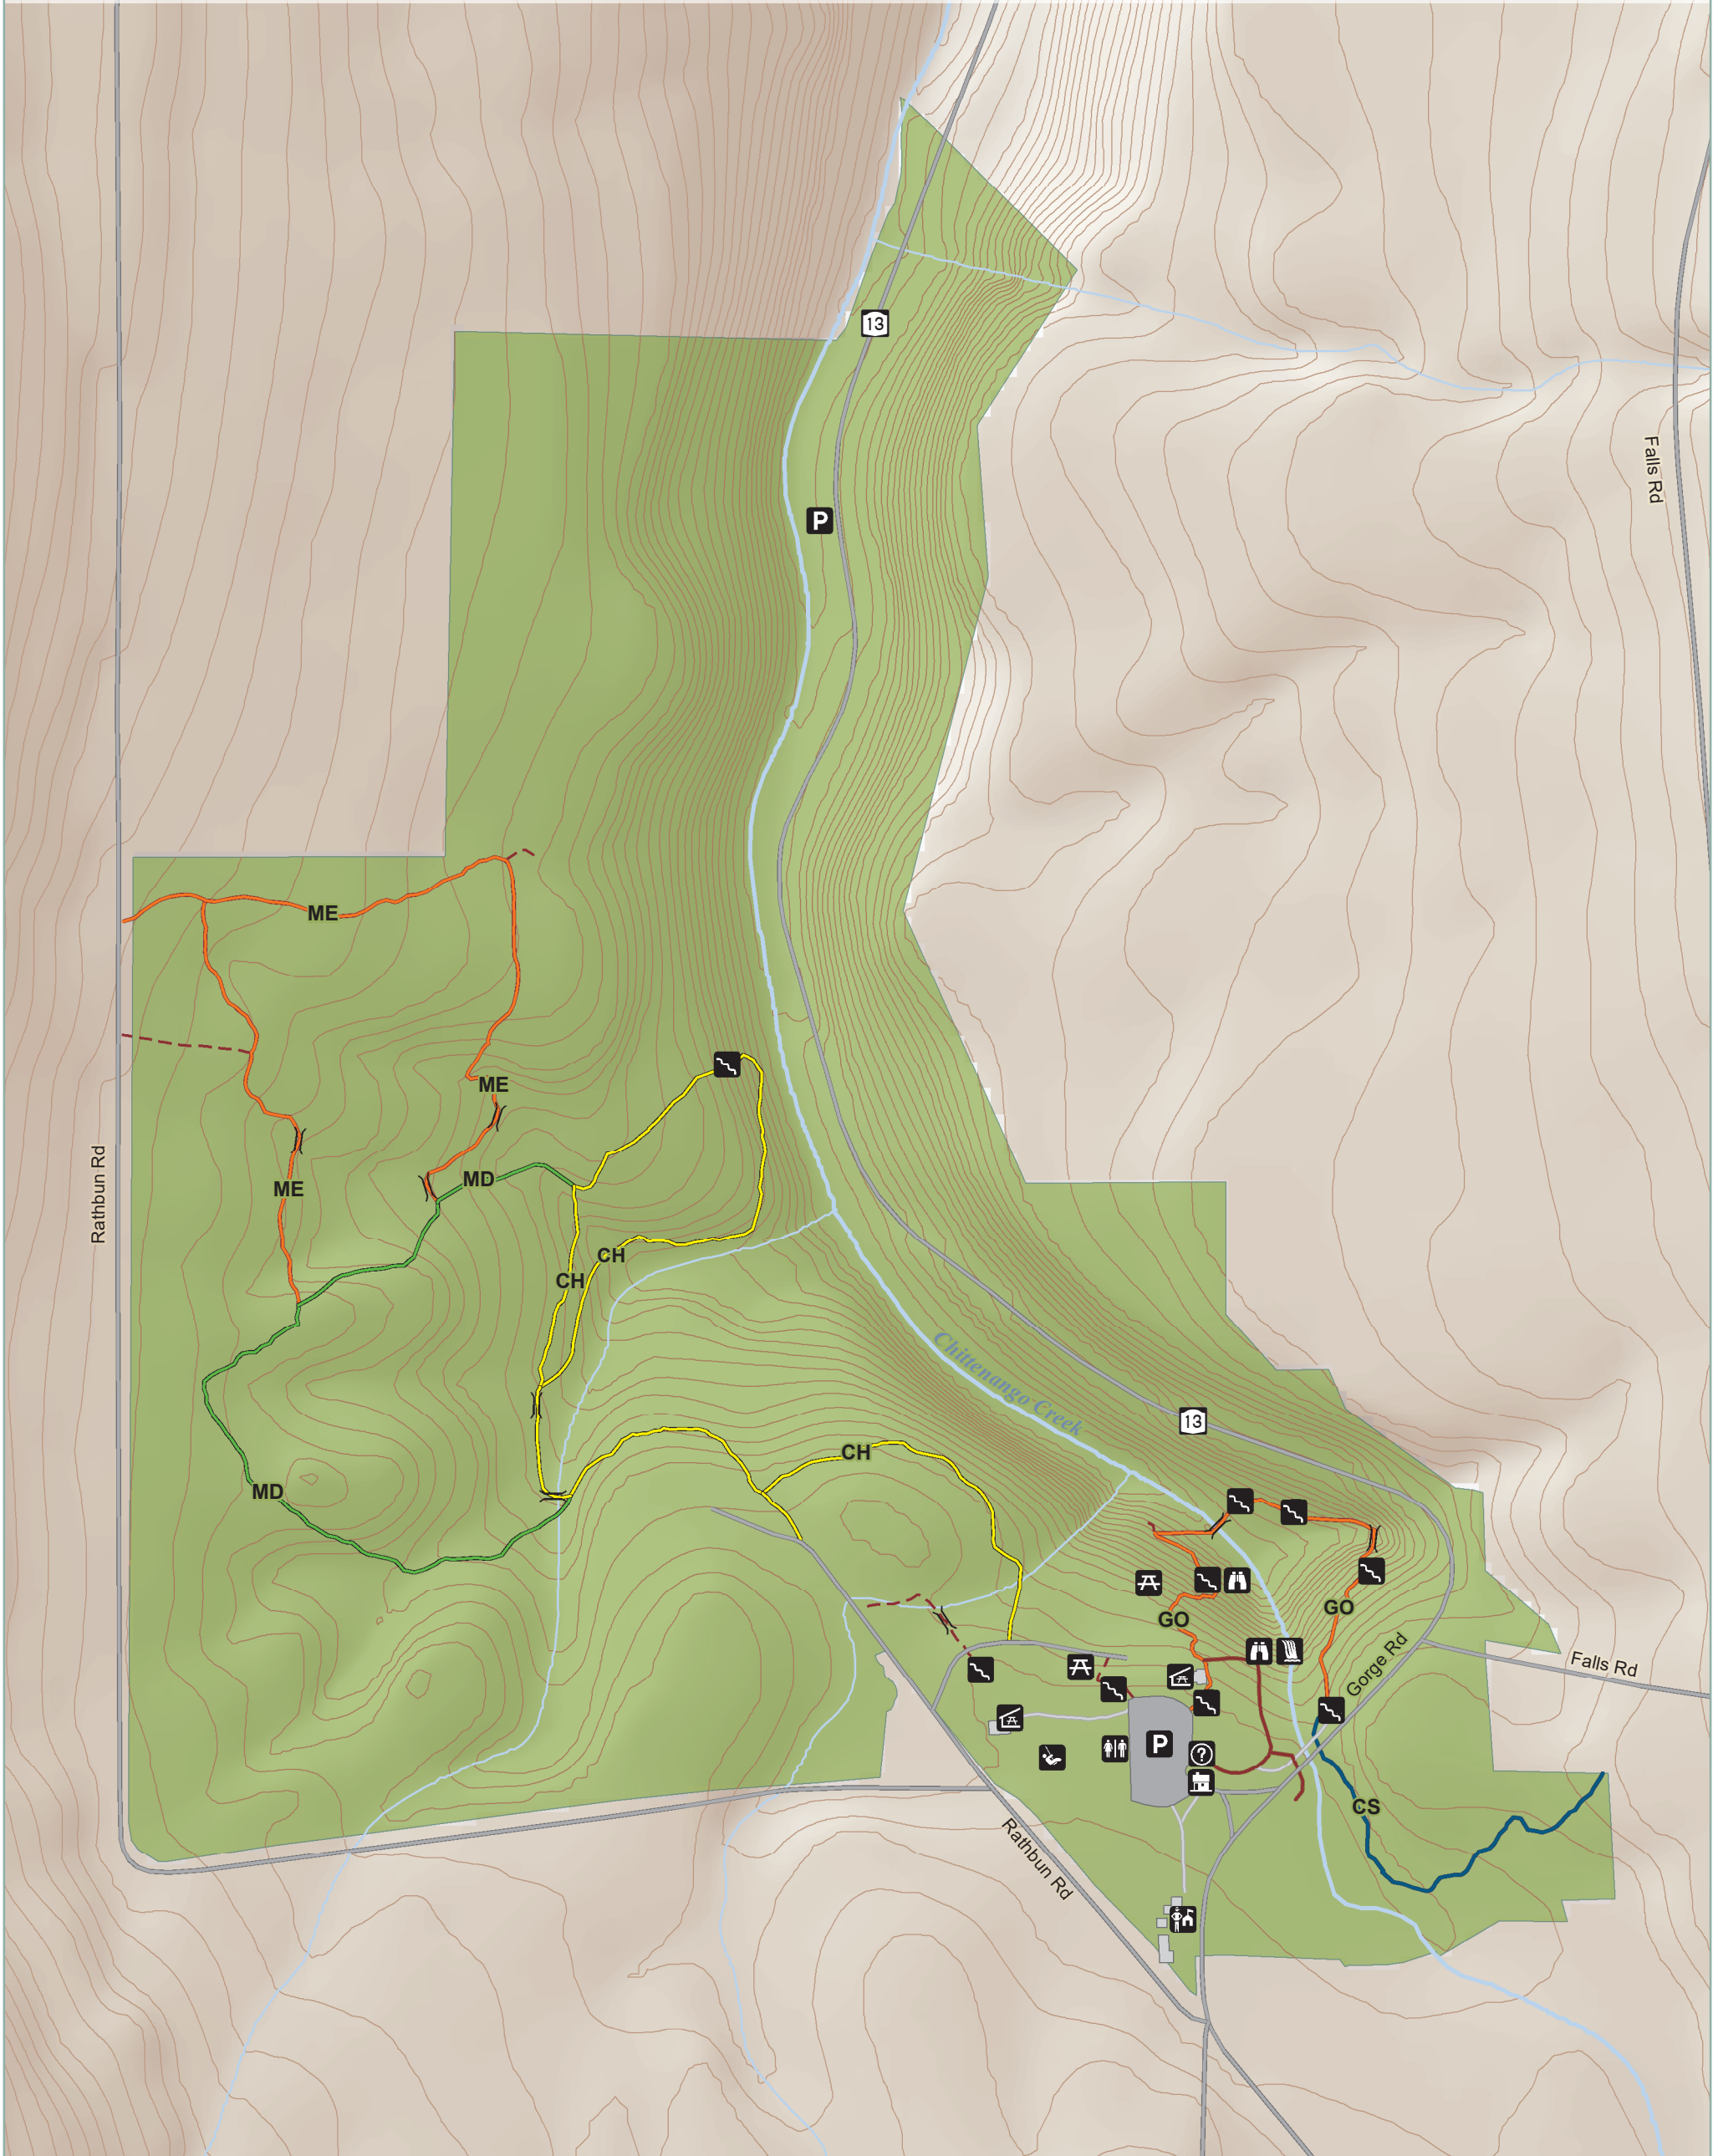 13
Falls Rd
P
ME
ME
Rathbun Rd
ME
MD
CH
CH
Chittenango Creek
13
CH
MD
GO
GO
Gorge Rd
Falls Rd
P
?
CS
Rathbun Rd